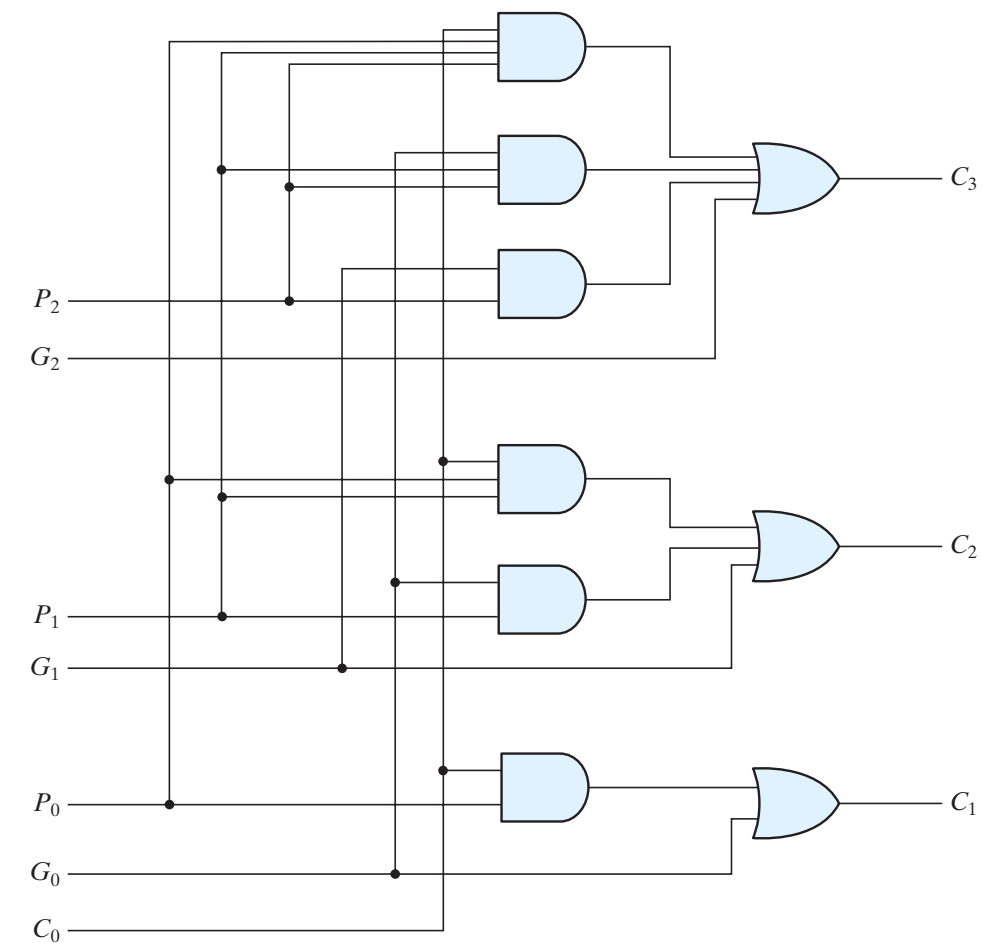 C₃
P₂
G₂
C₂
P₁
G₁
P₀
C₁
G₀
C₀